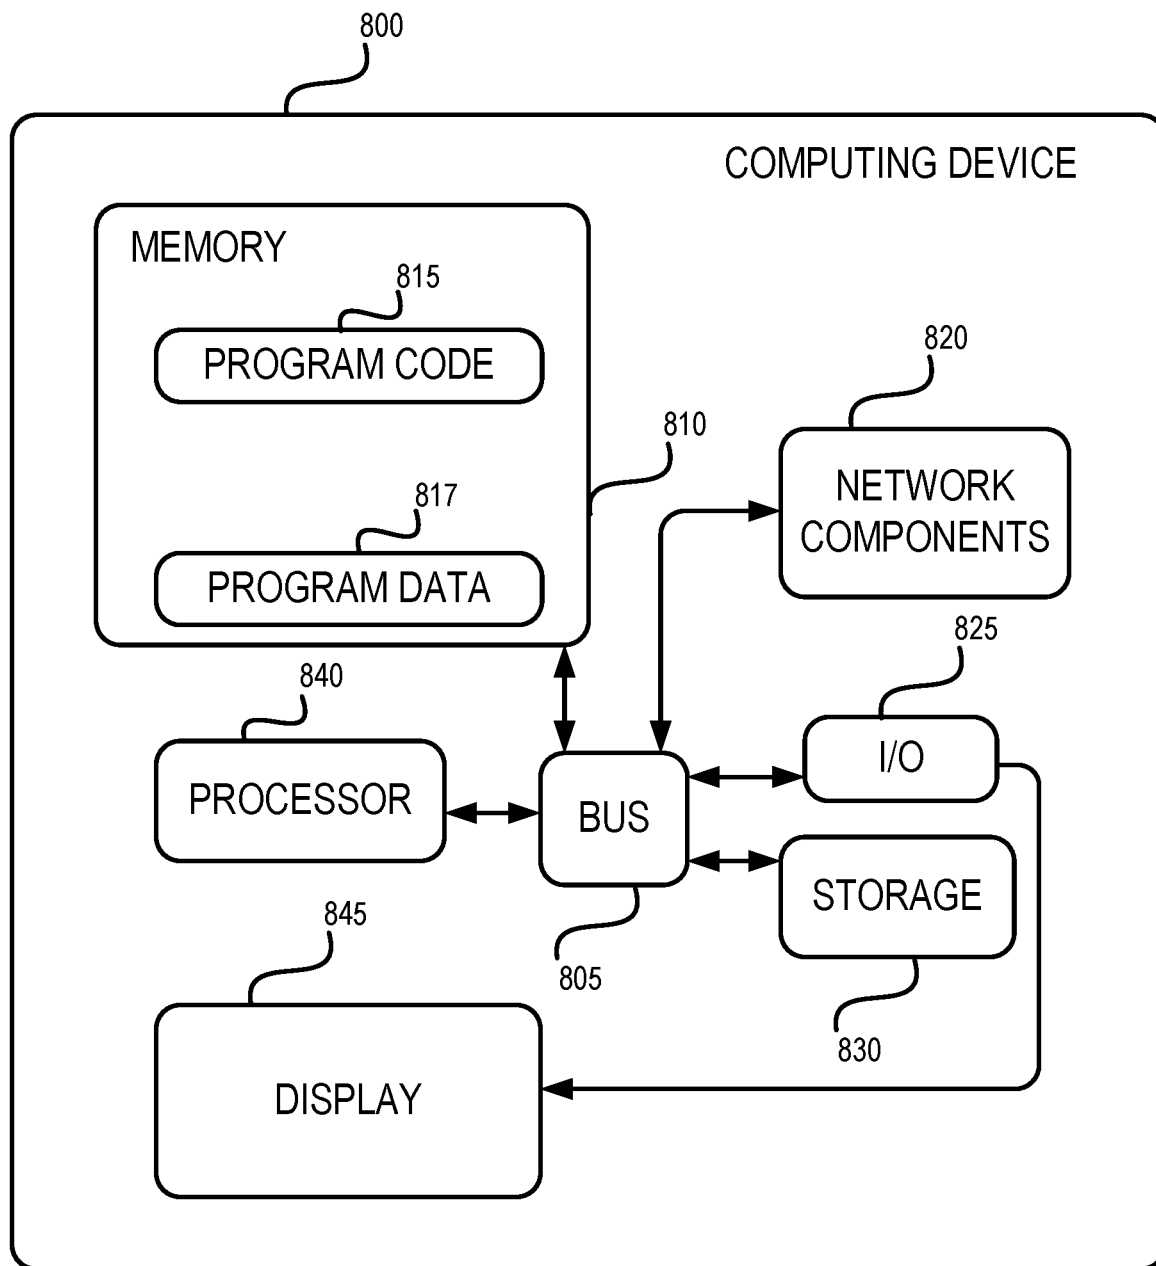 800
COMPUTING DEVICE
MEMORY
815
PROGRAM CODE
820
810
NETWORK
COMPONENTS
817
PROGRAM DATA
825
840
I/O
PROCESSOR
BUS
STORAGE
845
805
830
DISPLAY